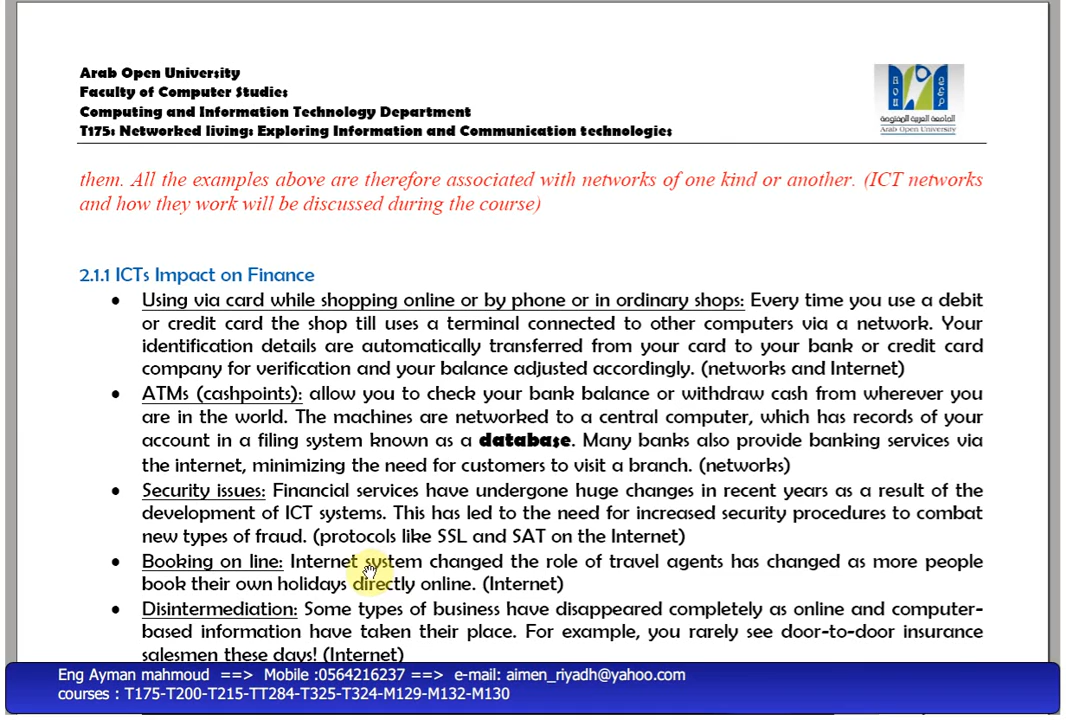 Arab Open University
Faculty of Computer Studies
Computing and Information Technology Department
T175: Networked living: Exploring Information and Communication technologies
الجامعة العربية المفتوحة
Arab Open University
them. All the examples above are therefore associated with networks of one kind or another. (ICT networks
and how they work will be discussed during the course)
2.1.1 ICTs Impact on Finance
• Using via card while shopping online or by phone or in ordinary shops: Every time you use a debit
or credit card the shop till uses a terminal connected to other computers via a network. Your
identification details are automatically transferred from your card to your bank or credit card
company for verification and your balance adjusted accordingly. (networks and Internet)
• ATMs (cashpoints): allow you to check your bank balance or withdraw cash from wherever you
are in the world. The machines are networked to a central computer, which has records of your
account in a filing system known as a database. Many banks also provide banking services via
the internet, minimizing the need for customers to visit a branch. (networks)
• Security issues: Financial services have undergone huge changes in recent years as a result of the
development of ICT systems. This has led to the need for increased security procedures to combat
new types of fraud. (protocols like SSL and SAT on the Internet)
• Booking on line: Internet system changed the role of travel agents has changed as more people
book their own holidays directly online. (Internet)
• Disintermediation: Some types of business have disappeared completely as online and computer-
based information have taken their place. For example, you rarely see door-to-door insurance
salesmen these days! (Internet)
Eng Ayman mahmoud ==> Mobile :0564216237 ==> e-mail: aimen_riyadh@yahoo.com
courses : T175-T200-T215-TT284-T325-T324-M129-M132-M130